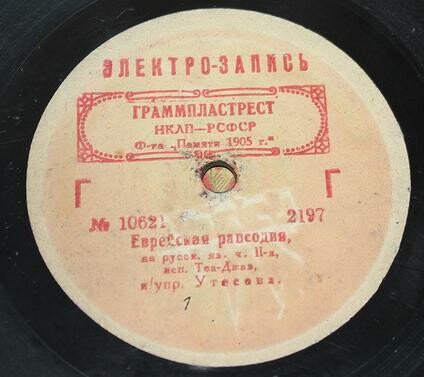 ЭЛЕКТРО-ЗАПИСЬ
ГРАММПЛАСТРЕСТ
НКЛП—РСФСР
Ф-ка „Памяти 1905 г.“
Г Г
№ 10621 2197
Еврейская рапсодия,
на русск. яз. ч. II-я,
исп. Теа-Джаз,
п/упр. Утесова.
1